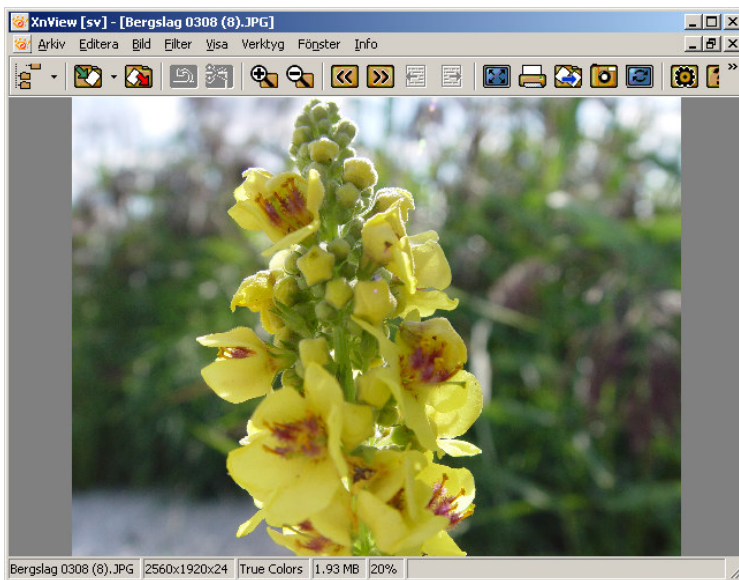 XnView [sv] - [Bergslag 0308 (8).JPG]
Arkiv Editera Bild Filter Visa Verktyg Fönster Info
Bergslag 0308 (8).JPG 2560x1920x24 True Colors 1.93 MB 20%